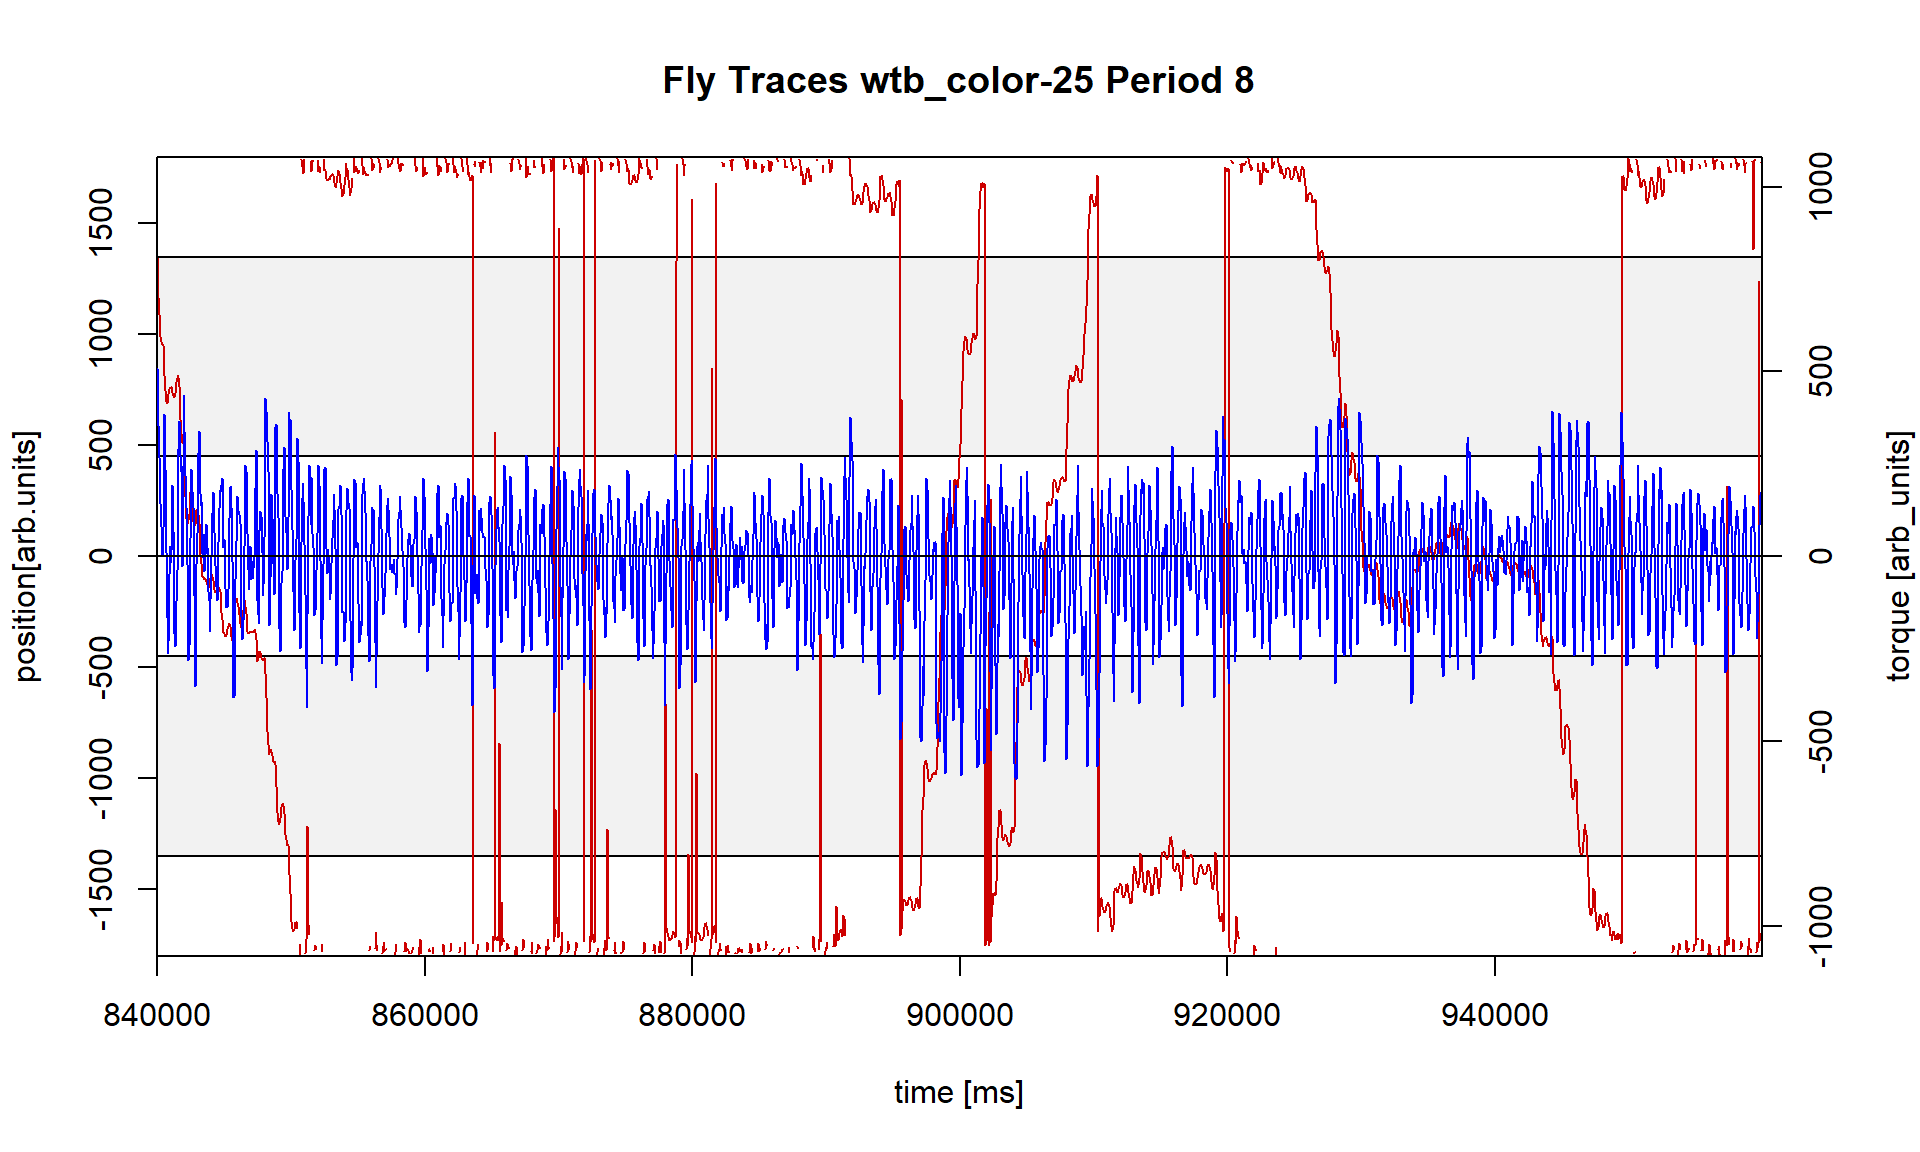 Fly Traces wtb_color-25 Period 8
position[arb.units]
1500
1000
500
0
-500
-1000
-1500
1000
500
0
-500
-1000
torque [arb_units]
840000 860000 880000 900000 920000 940000
time [ms]